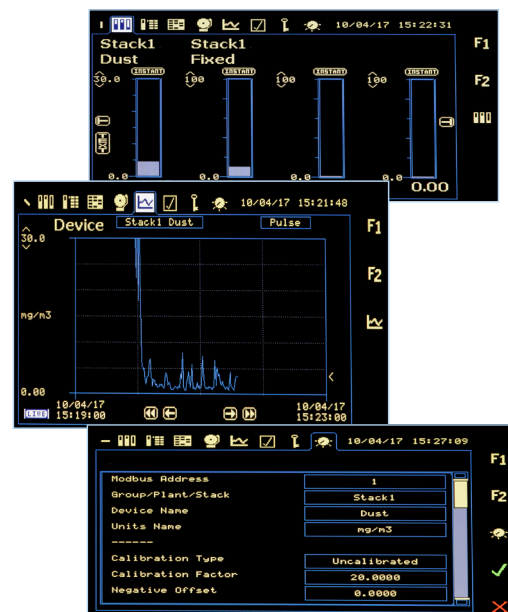 10/04/17 15:22:31
Stack1 Stack1
Dust Fixed
F1
INSTANT INSTANT INSTANT INSTANT
30.0 100 100 100
F2
TEST
0.0 0.0 0.0 0.0
0.00
10/04/17 15:21:48
Device Stack1 Dust Pulse
F1
30.0
F2
mg/m3
0.00
LIVE 10/04/17 15:19:00
10/04/17 15:23:00
10/04/17 15:27:09
F1
Modbus Address 1
Group/Plant/Stack Stack1
F2
Device Name Dust
Units Name mg/m3
------
Calibration Type Uncalibrated
Calibration Factor 20.0000
Negative Offset 0.0000